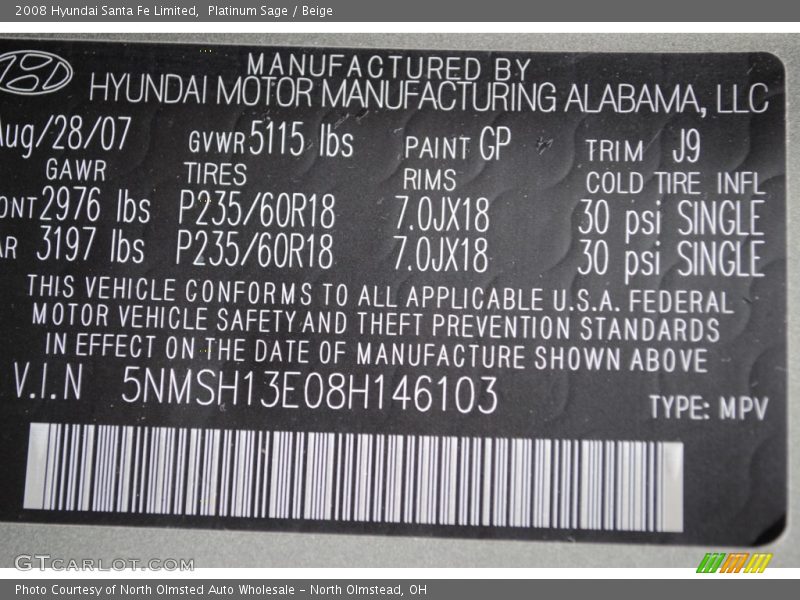 2008 Hyundai Santa Fe Limited, Platinum Sage / Beige
MANUFACTURED BY
HYUNDAI MOTOR MANUFACTURING ALABAMA, LLC
Aug/28/07 GVWR 5115 lbs PAINT GP TRIM J9
GAWR TIRES RIMS COLD TIRE INFL
ONT 2976 lbs P235/60R18 7.0JX18 30 psi SINGLE
AR 3197 lbs P235/60R18 7.0JX18 30 psi SINGLE
THIS VEHICLE CONFORMS TO ALL APPLICABLE U.S.A. FEDERAL
MOTOR VEHICLE SAFETY AND THEFT PREVENTION STANDARDS
IN EFFECT ON THE DATE OF MANUFACTURE SHOWN ABOVE
V.I.N 5NMSH13E08H146103
TYPE: MPV
GTCARLOT.COM
Photo Courtesy of North Olmsted Auto Wholesale - North Olmstead, OH